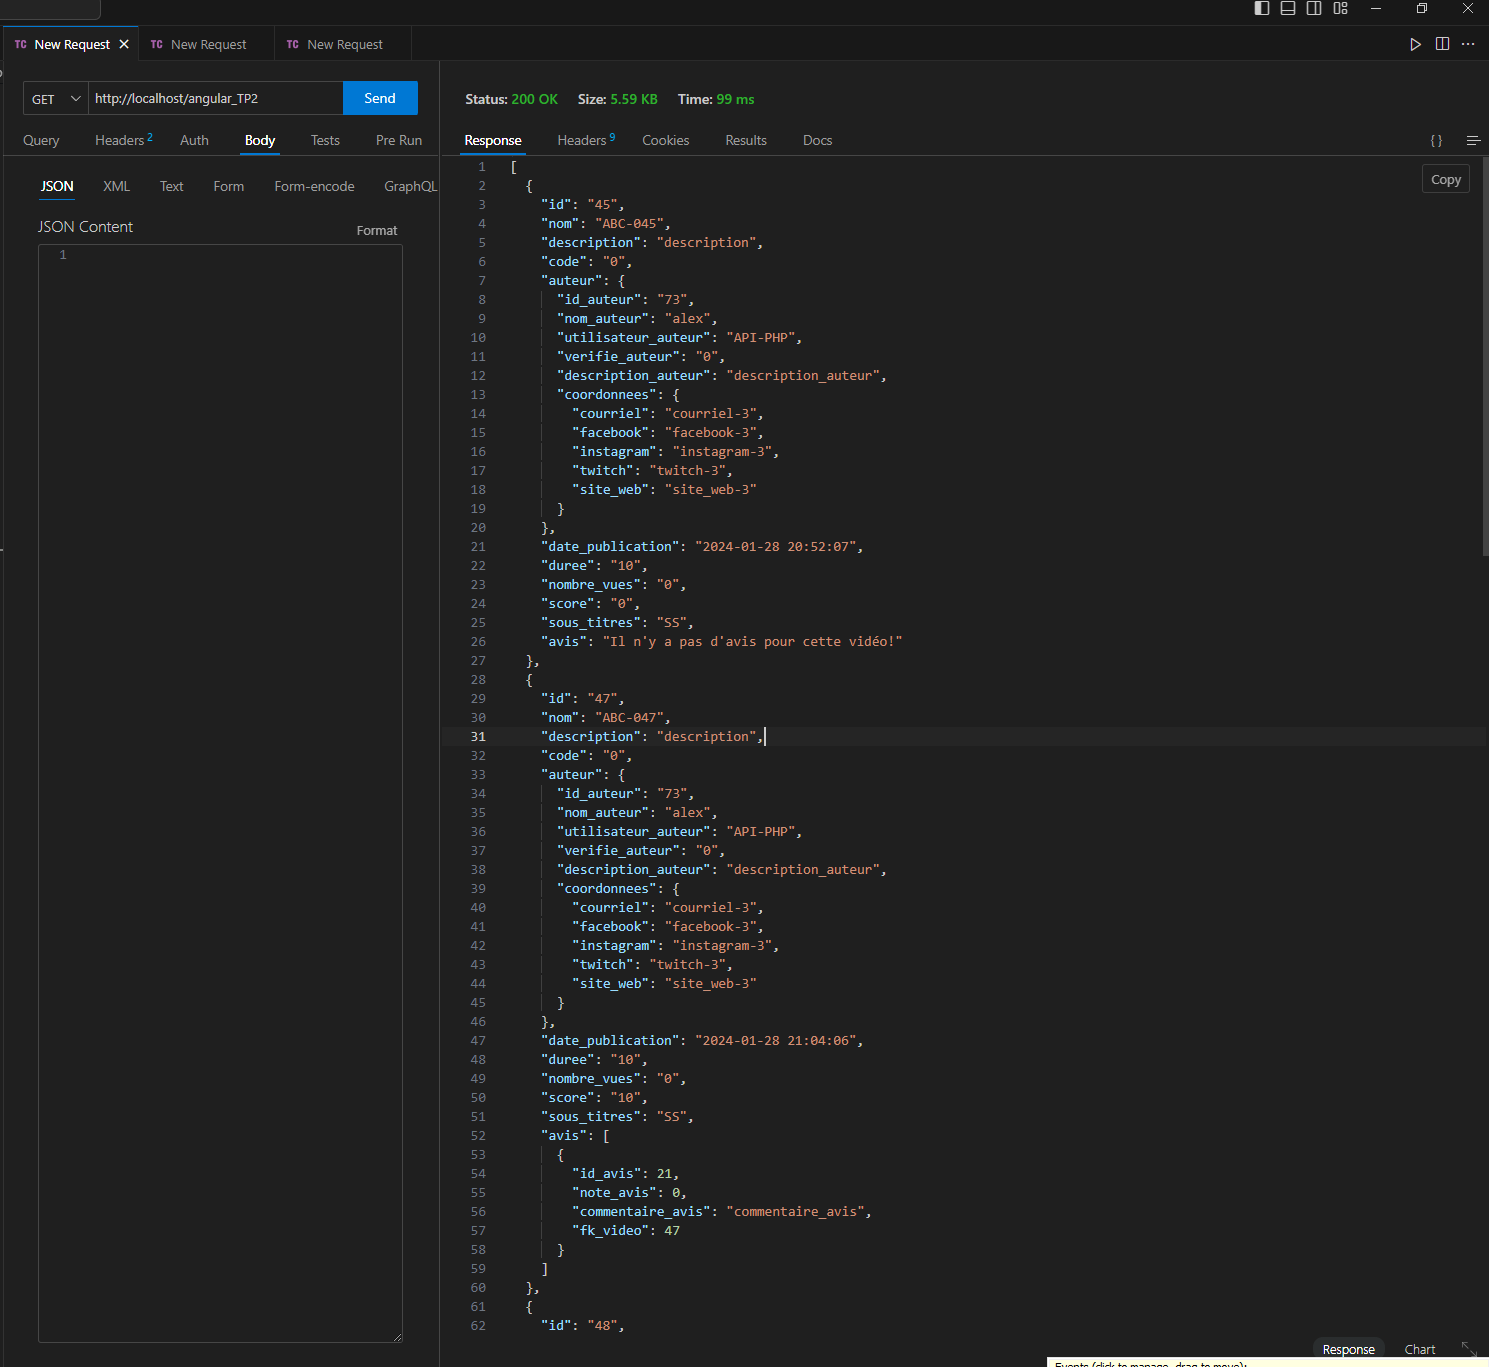 TC New Request
TC New Request
TC New Request
GET http://localhost/angular_TP2 Send
Query Headers 2 Auth Body Tests Pre Run
JSON XML Text Form Form-encode GraphQL
JSON Content Format
1
Status: 200 OK Size: 5.59 KB Time: 99 ms
Response Headers 9 Cookies Results Docs { }
Copy
1 [
2 {
3 "id": "45",
4 "nom": "ABC-045",
5 "description": "description",
6 "code": "0",
7 "auteur": {
8 "id_auteur": "73",
9 "nom_auteur": "alex",
10 "utilisateur_auteur": "API-PHP",
11 "verifie_auteur": "0",
12 "description_auteur": "description_auteur",
13 "coordonnees": {
14 "courriel": "courriel-3",
15 "facebook": "facebook-3",
16 "instagram": "instagram-3",
17 "twitch": "twitch-3",
18 "site_web": "site_web-3"
19 }
20 },
21 "date_publication": "2024-01-28 20:52:07",
22 "duree": "10",
23 "nombre_vues": "0",
24 "score": "0",
25 "sous_titres": "SS",
26 "avis": "Il n'y a pas d'avis pour cette vidéo!"
27 },
28 {
29 "id": "47",
30 "nom": "ABC-047",
31 "description": "description",
32 "code": "0",
33 "auteur": {
34 "id_auteur": "73",
35 "nom_auteur": "alex",
36 "utilisateur_auteur": "API-PHP",
37 "verifie_auteur": "0",
38 "description_auteur": "description_auteur",
39 "coordonnees": {
40 "courriel": "courriel-3",
41 "facebook": "facebook-3",
42 "instagram": "instagram-3",
43 "twitch": "twitch-3",
44 "site_web": "site_web-3"
45 }
46 },
47 "date_publication": "2024-01-28 21:04:06",
48 "duree": "10",
49 "nombre_vues": "0",
50 "score": "10",
51 "sous_titres": "SS",
52 "avis": [
53 {
54 "id_avis": 21,
55 "note_avis": 0,
56 "commentaire_avis": "commentaire_avis",
57 "fk_video": 47
58 }
59 ]
60 },
61 {
62 "id": "48",
Response Chart
Events (click to manage, drag to move):